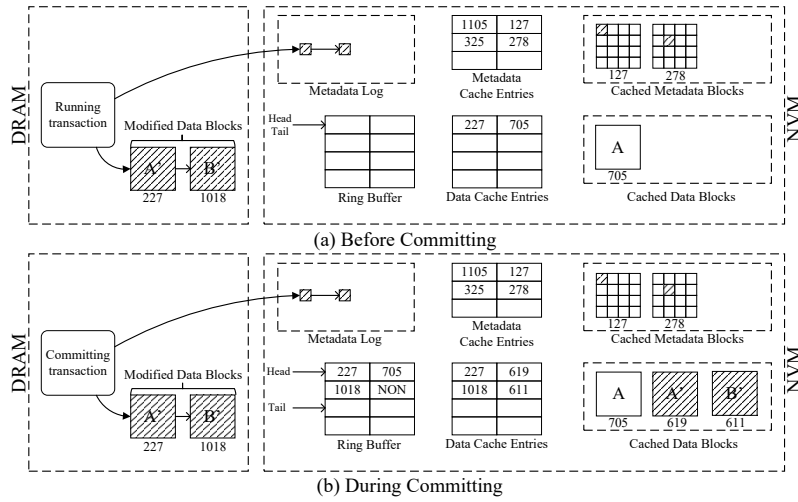 DRAM
Running
transaction
Modified Data Blocks
A'
B'
227
1018
Metadata Log
Head
Tail
Ring Buffer
1105 127
325 278
Metadata
Cache Entries
227 705
Data Cache Entries
127
278
Cached Metadata Blocks
A
705
Cached Data Blocks
NVM
(a) Before Committing
DRAM
Committing
transaction
Modified Data Blocks
A'
B'
227
1018
Metadata Log
Head
Tail
227 705
1018 NON
Ring Buffer
1105 127
325 278
Metadata
Cache Entries
227 619
1018 611
Data Cache Entries
127
278
Cached Metadata Blocks
A
A'
B'
705
619
611
Cached Data Blocks
NVM
(b) During Committing